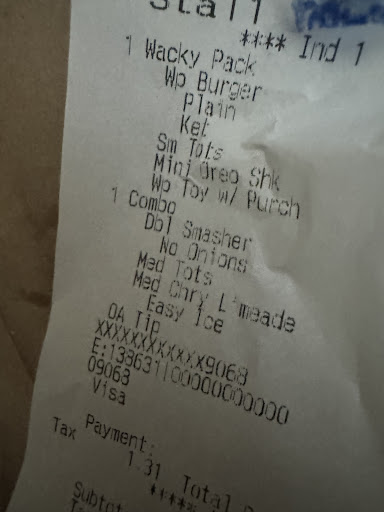 Stall
**** Ind 1
1 Wacky Pack
Wp Burger
Plain
Ket
Sm Tots
Mini Oreo Shk
Wp Toy w/ Purch
1 Combo
Dbl Smasher
No Onions
Med Tots
Med Chry L'meade
Easy Ice
OA Tip
XXXXXXXXXXXX9068
09063
Visa
Payment:
Tax 1.31 Total